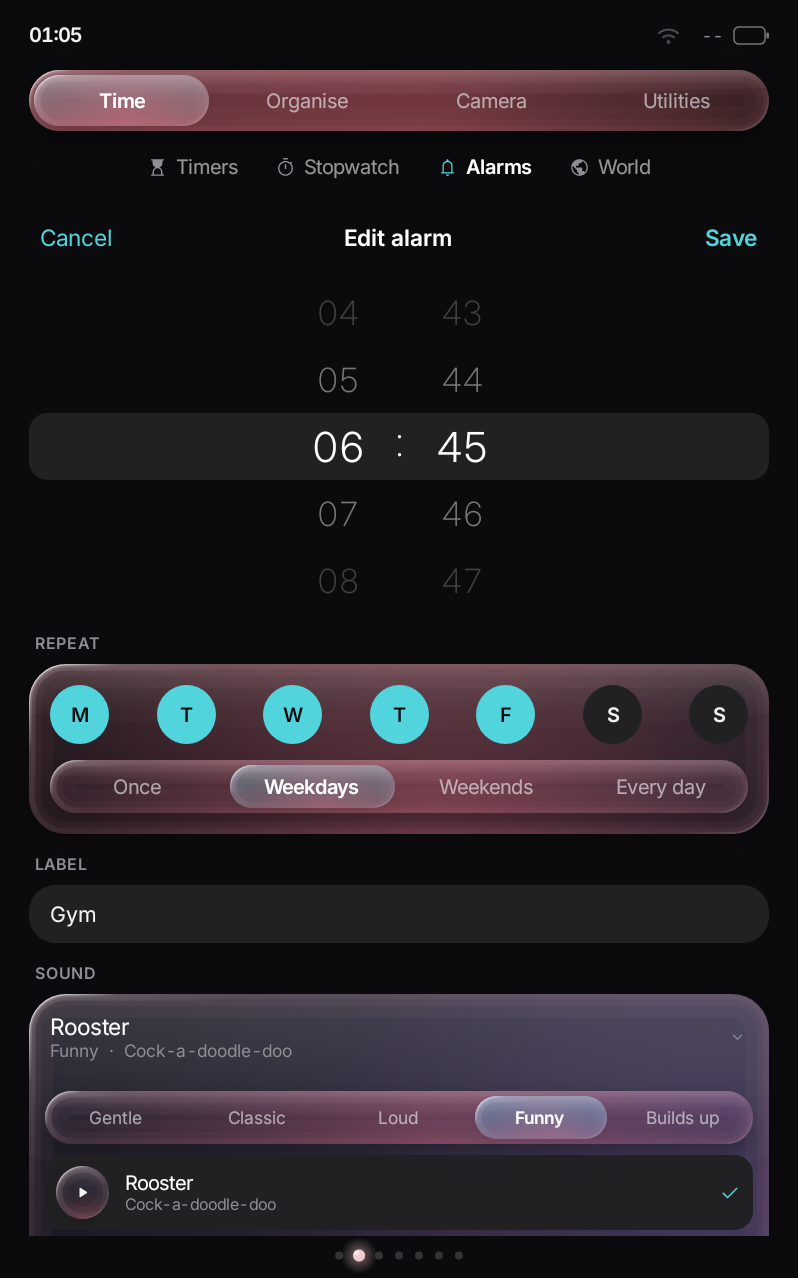 01:05
--
Time Organise Camera Utilities
Timers Stopwatch Alarms World
Cancel Edit alarm Save
04 43
05 44
06 : 45
07 46
08 47
REPEAT
M T W T F S S
Once Weekdays Weekends Every day
LABEL
Gym
SOUND
Rooster
Funny · Cock-a-doodle-doo
Gentle Classic Loud Funny Builds up
Rooster
Cock-a-doodle-doo